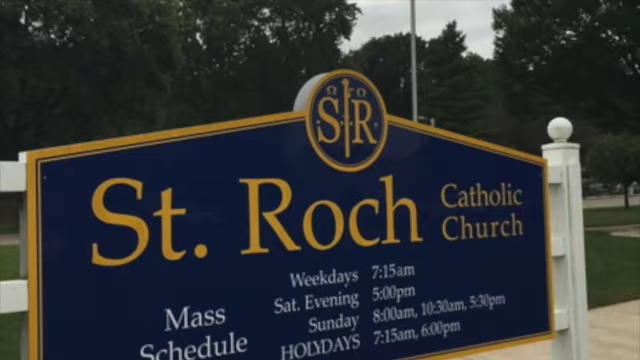 SR
St. Roch Catholic Church
Mass Schedule
Weekdays 7:15am
Sat. Evening 5:00pm
Sunday 8:00am, 10:30am, 5:30pm
HOLYDAYS 7:15am, 6:00pm